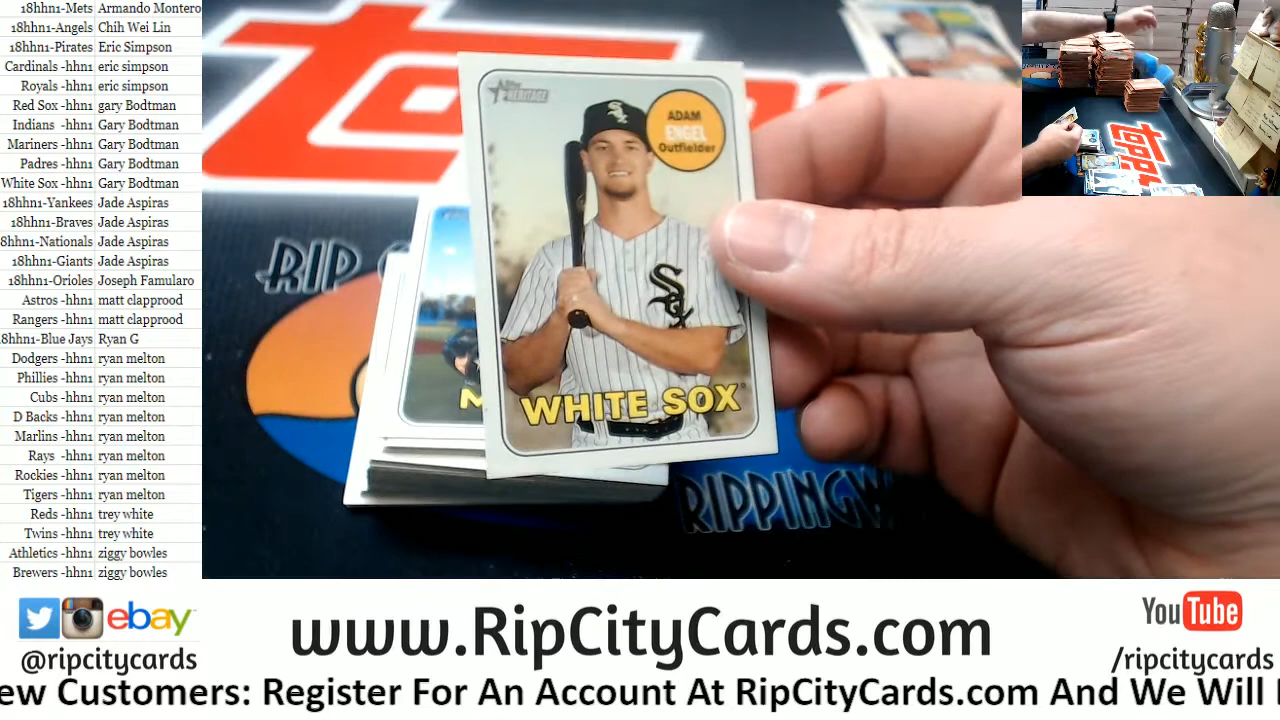 18hhn1-Mets Armando Montero
18hhn1-Angels Chih Wei Lin
18hhn1-Pirates Eric Simpson
Cardinals -hhn1 eric simpson
Royals -hhn1 eric simpson
Red Sox -hhn1 gary Bodtman
Indians -hhn1 Gary Bodtman
Mariners -hhn1 Gary Bodtman
Padres -hhn1 Gary Bodtman
White Sox -hhn1 Gary Bodtman
18hhn1-Yankees Jade Aspiras
18hhn1-Braves Jade Aspiras
8hhn1-Nationals Jade Aspiras
18hhn1-Giants Jade Aspiras
18hhn1-Orioles Joseph Famularo
Astros -hhn1 matt clapprood
Rangers -hhn1 matt clapprood
8hhn1-Blue Jays Ryan G
Dodgers -hhn1 ryan melton
Phillies -hhn1 ryan melton
Cubs -hhn1 ryan melton
D Backs -hhn1 ryan melton
Marlins -hhn1 ryan melton
Rays -hhn1 ryan melton
Rockies -hhn1 ryan melton
Tigers -hhn1 ryan melton
Reds -hhn1 trey white
Twins -hhn1 trey white
Athletics -hhn1 ziggy bowles
Brewers -hhn1 ziggy bowles
topps
Topps HERITAGE
ADAM
ENGEL
Outfielder
Sox
Sox
WHITE SOX
M
RIP
RIPPINGW
topps
ebay
@ripcitycards
www.RipCityCards.com
YouTube
/ripcitycards
ew Customers: Register For An Account At RipCityCards.com And We Will